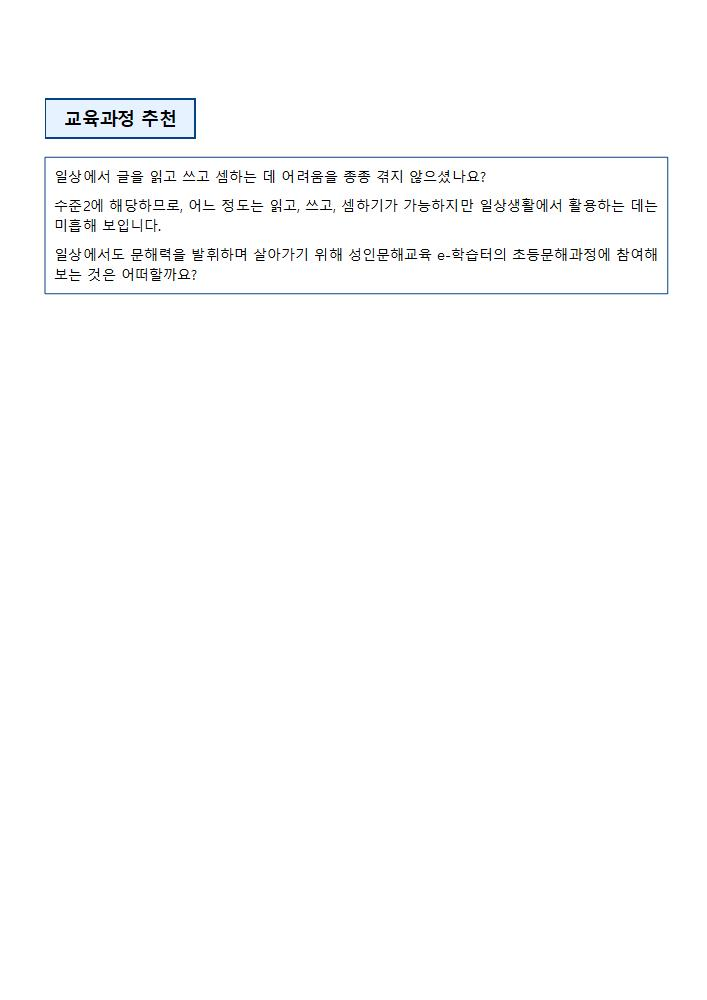 교육과정 추천
일상에서 글을 읽고 쓰고 셈하는 데 어려움을 종종 겪지 않으셨나요?
수준2에 해당하므로, 어느 정도는 읽고, 쓰고, 셈하기가 가능하지만 일상생활에서 활용하는 데는
미흡해 보입니다.
일상에서도 문해력을 발휘하며 살아가기 위해 성인문해교육 e-학습터의 초등문해과정에 참여해
보는 것은 어떠할까요?